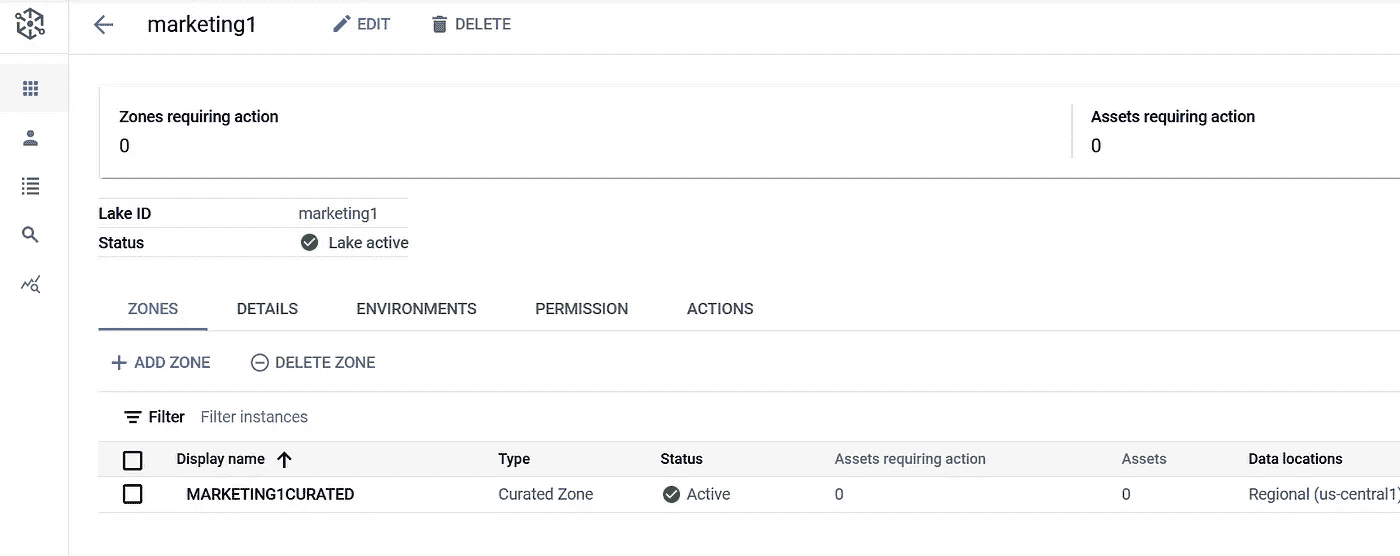 marketing1 EDIT DELETE
Zones requiring action Assets requiring action
0 0
Lake ID marketing1
Status Lake active
ZONES DETAILS ENVIRONMENTS PERMISSION ACTIONS
ADD ZONE DELETE ZONE
Filter Filter instances
Display name Type Status Assets requiring action Assets Data locations
MARKETING1CURATED Curated Zone Active 0 0 Regional (us-central1)